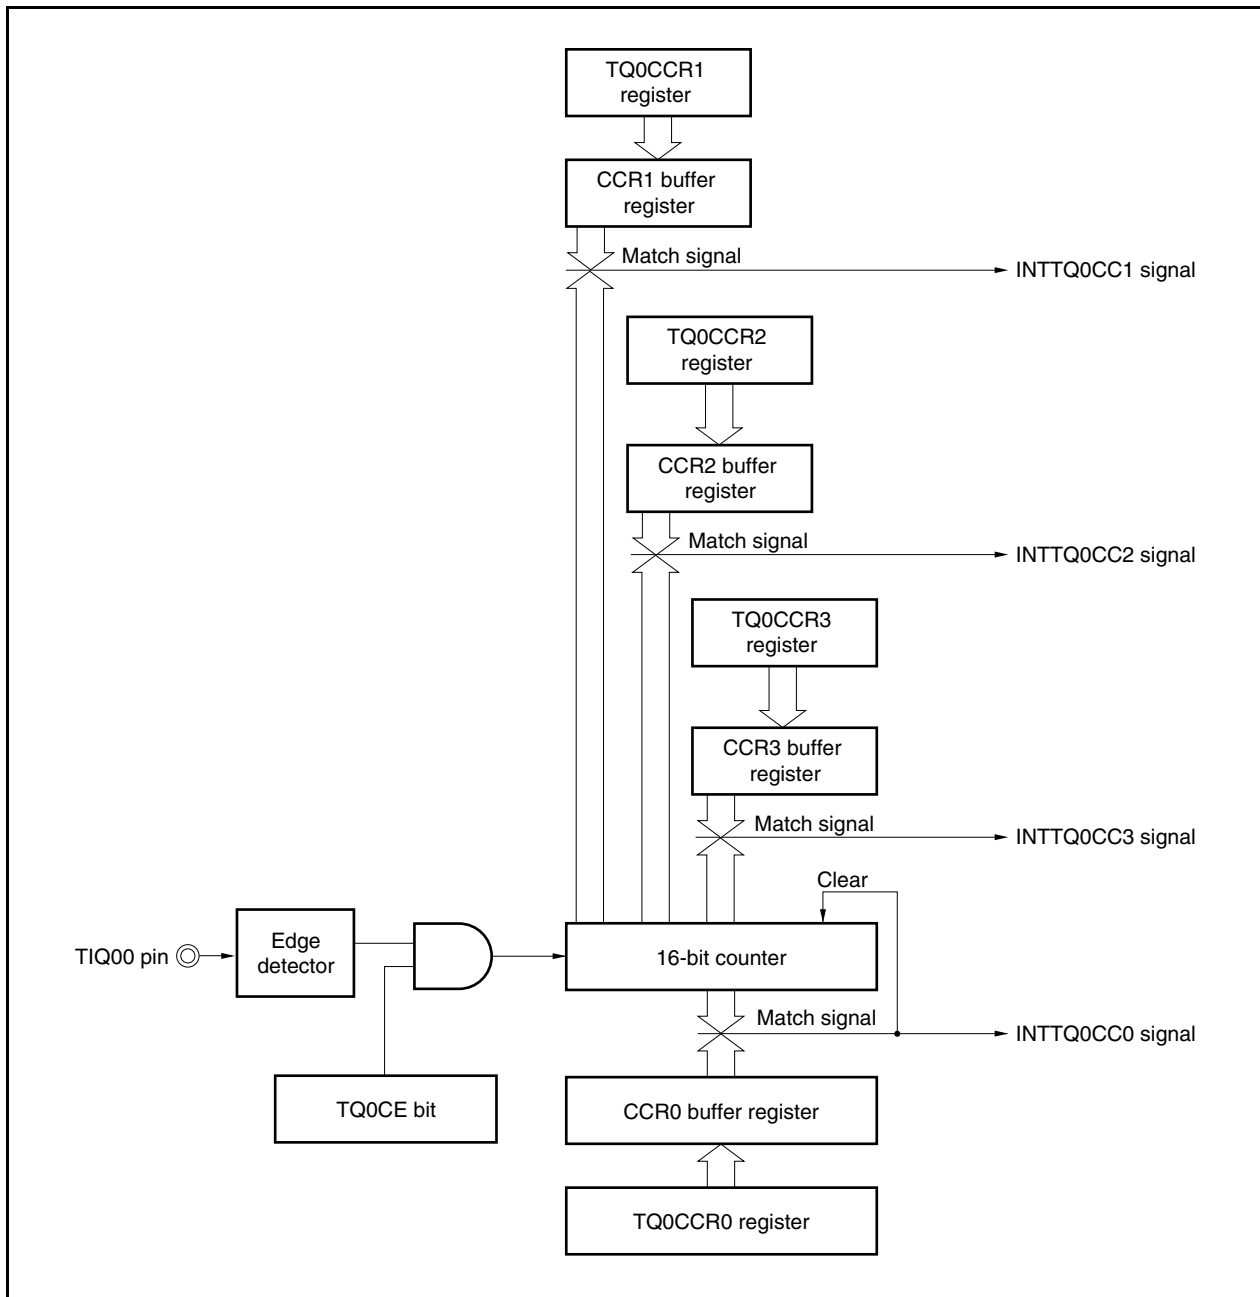 TQ0CCR1
register
CCR1 buffer
register
Match signal
INTTQ0CC1 signal
TQ0CCR2
register
CCR2 buffer
register
Match signal
INTTQ0CC2 signal
TQ0CCR3
register
CCR3 buffer
register
Match signal
INTTQ0CC3 signal
Clear
TIQ00 pin
Edge
detector
16-bit counter
Match signal
INTTQ0CC0 signal
TQ0CE bit
CCR0 buffer register
TQ0CCR0 register